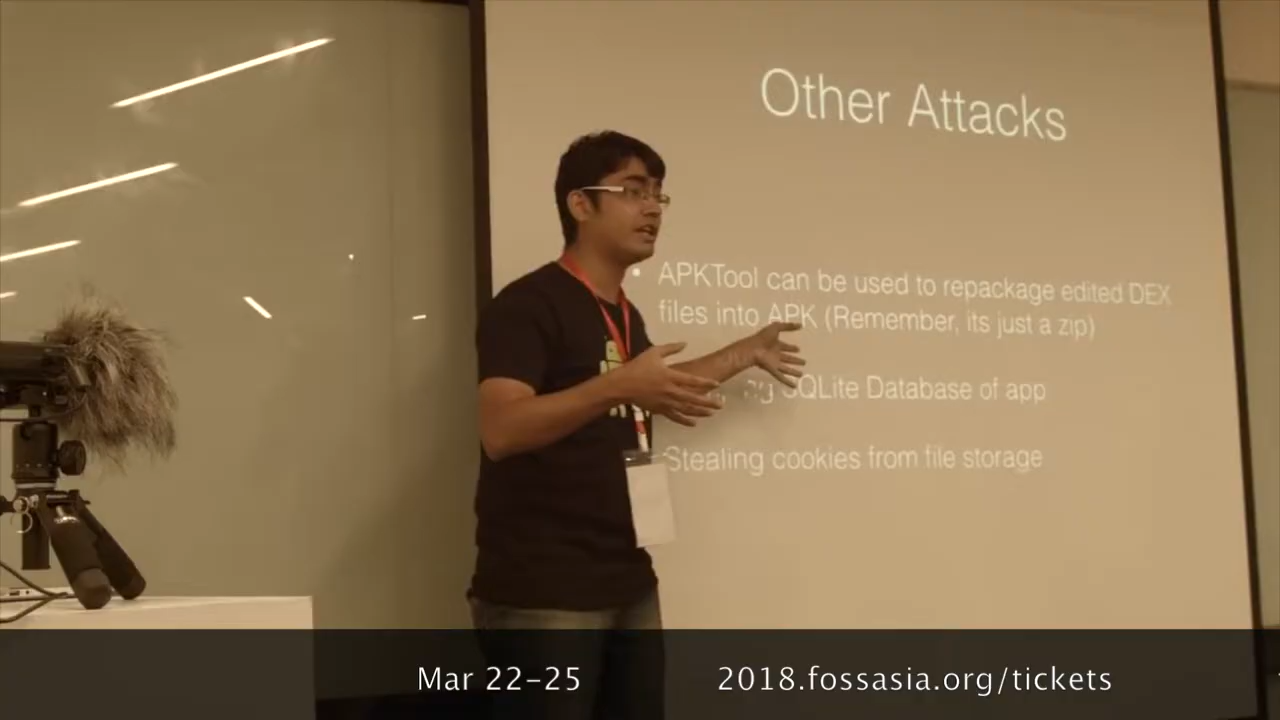 Other Attacks
• APKTool can be used to repackage edited DEX
files into APK (Remember, its just a zip)
SQLite Database of app
Stealing cookies from file storage
Mar 22-25 2018.fossasia.org/tickets